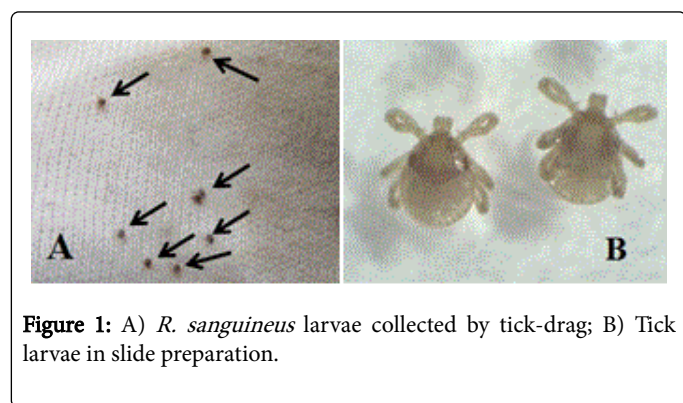 A
B
Figure 1: A) R. sanguineus larvae collected by tick-drag; B) Tick
larvae in slide preparation.